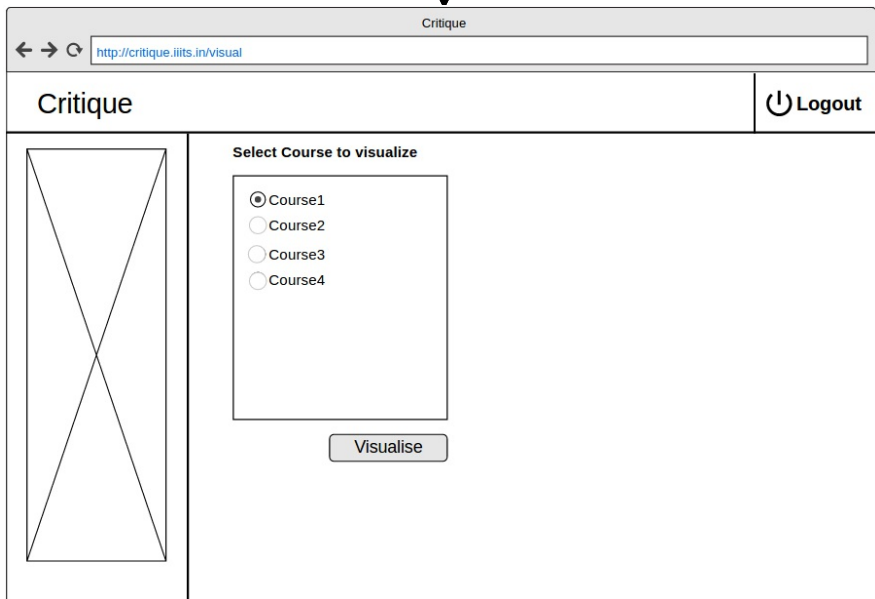 Critique
http://critique.iiits.in/visual
Critique
Logout
Select Course to visualize
Course1
Course2
Course3
Course4
Visualise